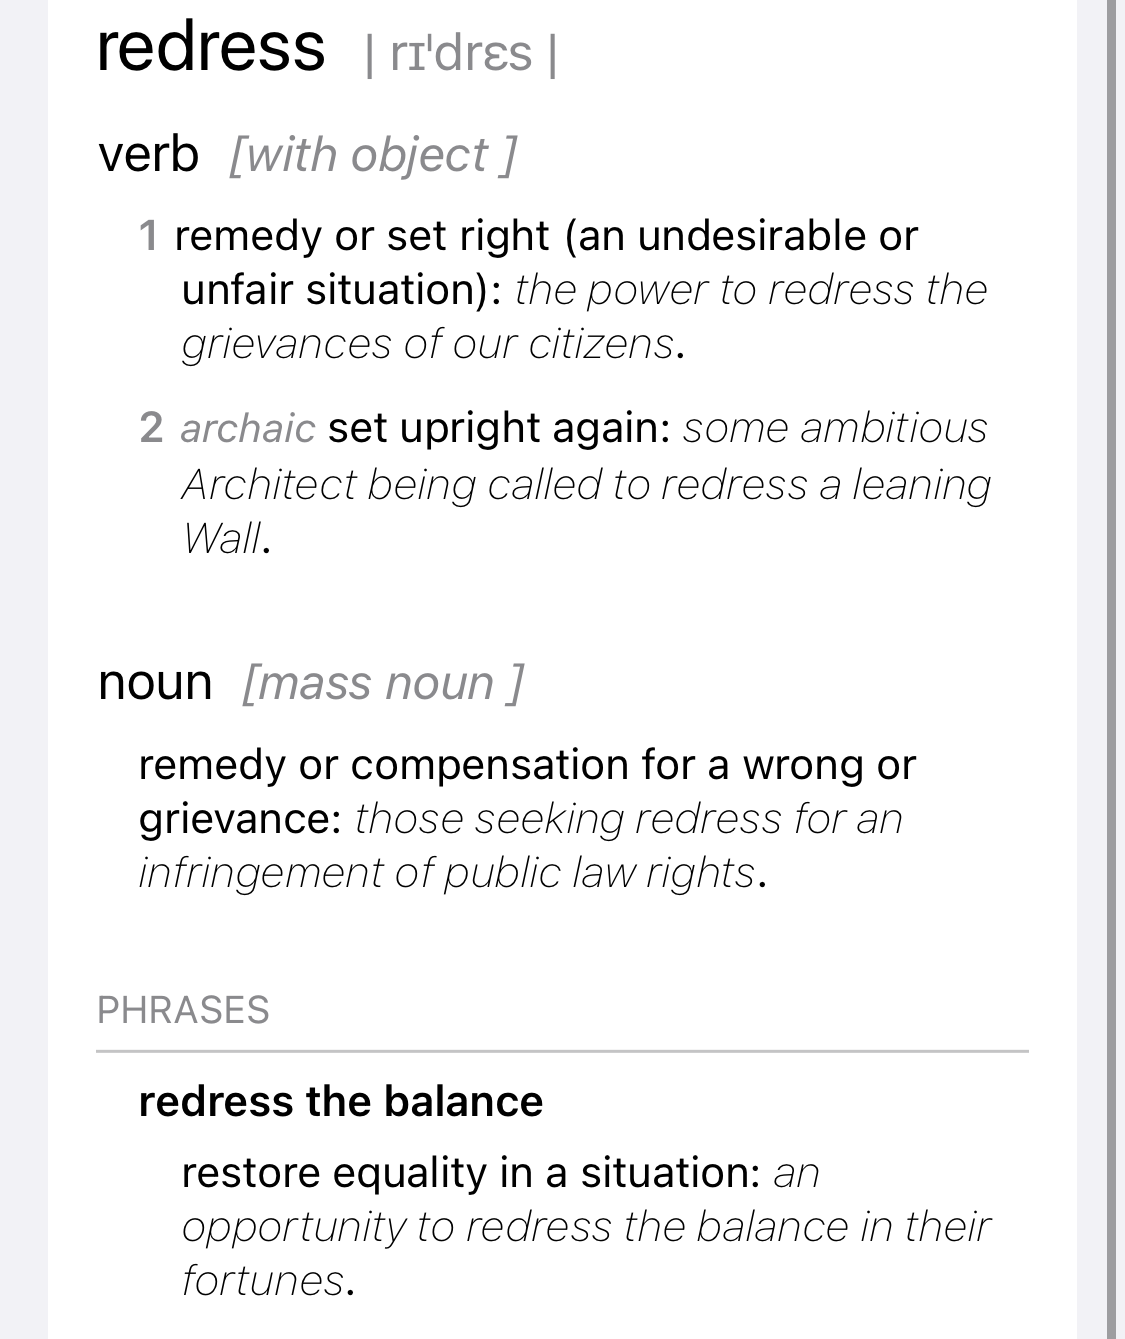 redress | rɪˈdrɛs |
verb [with object ]
1 remedy or set right (an undesirable or
unfair situation): the power to redress the
grievances of our citizens.
2 archaic set upright again: some ambitious
Architect being called to redress a leaning
Wall.
noun [mass noun ]
remedy or compensation for a wrong or
grievance: those seeking redress for an
infringement of public law rights.
PHRASES
redress the balance
restore equality in a situation: an
opportunity to redress the balance in their
fortunes.